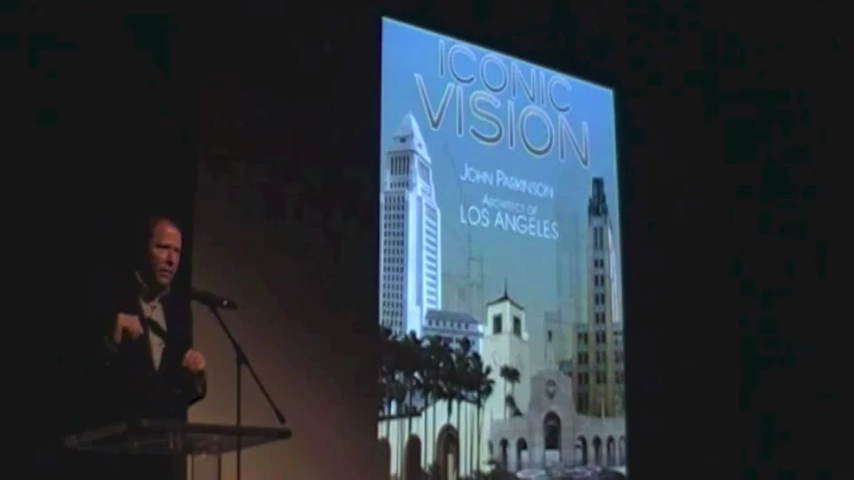 ICONIC
VISION
JOHN PARKINSON
ARCHITECT OF
LOS ANGELES